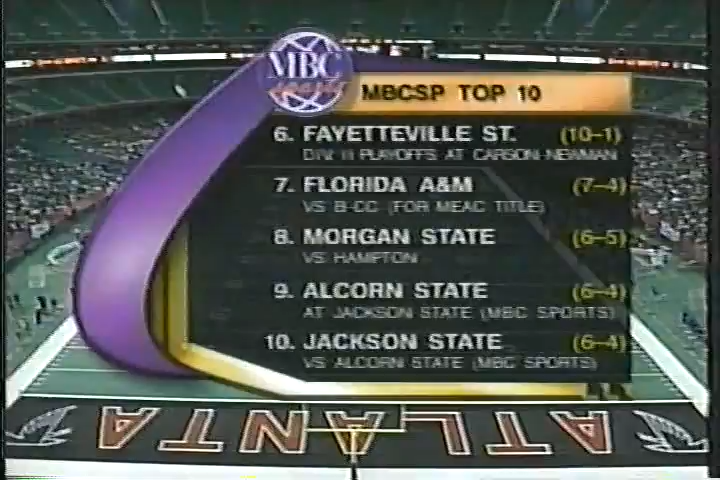 MBC
sports
MBCSP TOP 10
6. FAYETTEVILLE ST. (10-1)
DIV. II PLAYOFFS AT CARSON-NEWMAN
7. FLORIDA A&M (7-4)
VS B-CC (FOR MEAC TITLE)
8. MORGAN STATE (6-5)
VS HAMPTON
9. ALCORN STATE (6-4)
AT JACKSON STATE (MBC SPORTS)
10. JACKSON STATE (6-4)
VS ALCORN STATE (MBC SPORTS)
ATLANTA